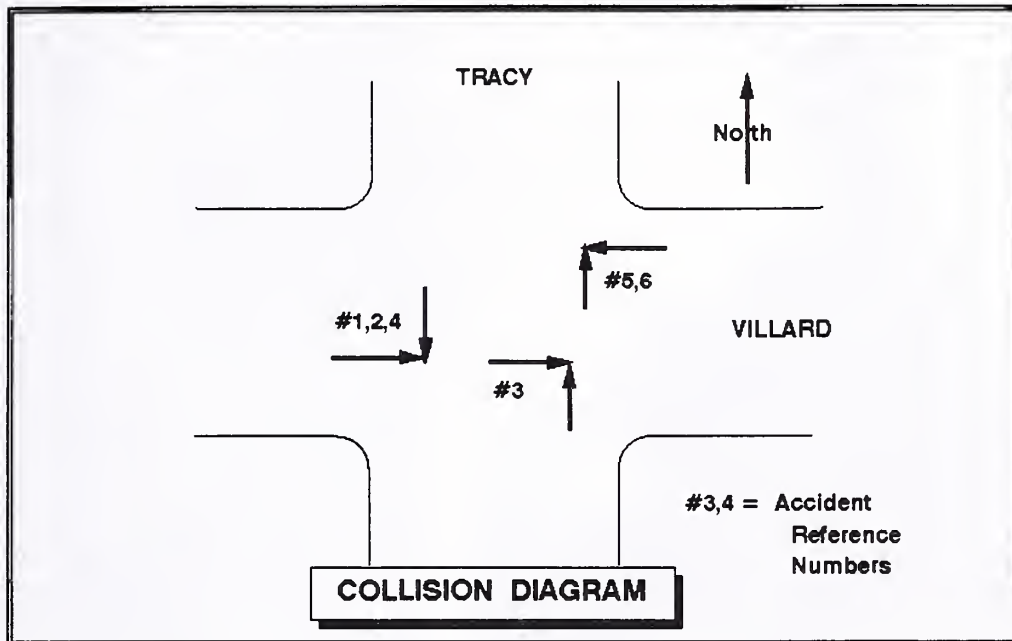 TRACY
North
#5,6
#1,2,4
VILLARD
#3
#3,4 = Accident
Reference
Numbers
COLLISION DIAGRAM